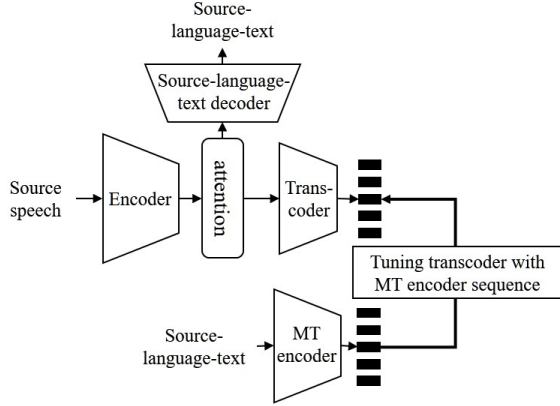 Source-
language-text
Source-language-
text decoder
Source
speech
Encoder
attention
Trans-
coder
Tuning transcoder with
MT encoder sequence
Source-
language-text
MT
encoder